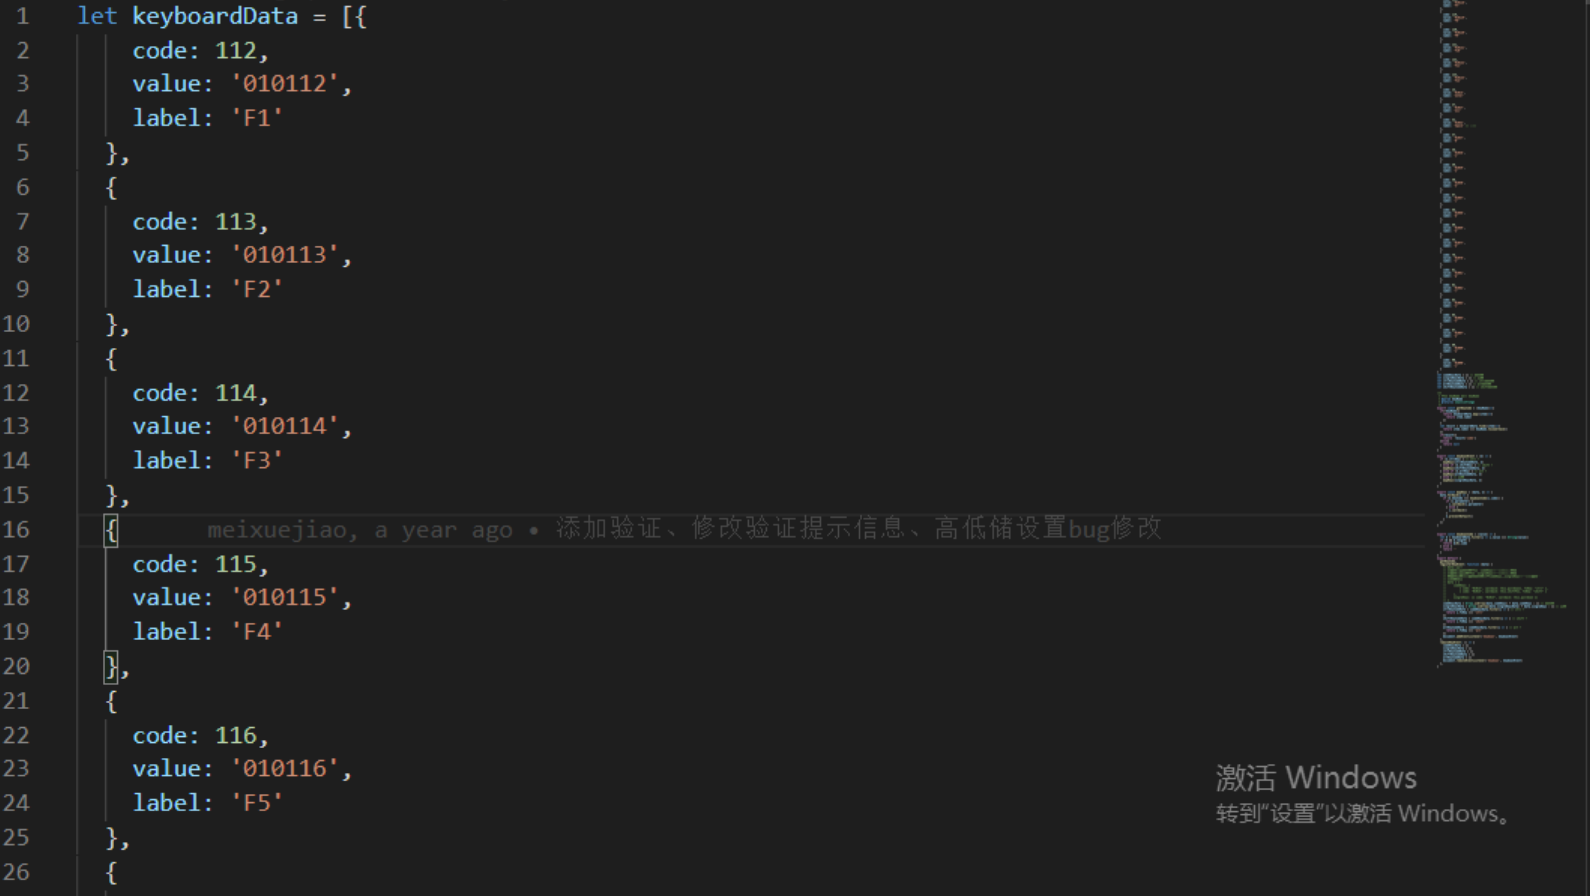 1 let keyboardData = [{
2 code: 112,
3 value: '010112',
4 label: 'F1'
5 },
6 {
7 code: 113,
8 value: '010113',
9 label: 'F2'
10 },
11 {
12 code: 114,
13 value: '010114',
14 label: 'F3'
15 },
16 { meixuejiao, a year ago • 添加验证、修改验证提示信息、高低储设置bug修改
17 code: 115,
18 value: '010115',
19 label: 'F4'
20 },
21 {
22 code: 116,
23 value: '010116',
24 label: 'F5'
25 },
26 {
激活 Windows
转到“设置”以激活 Windows。